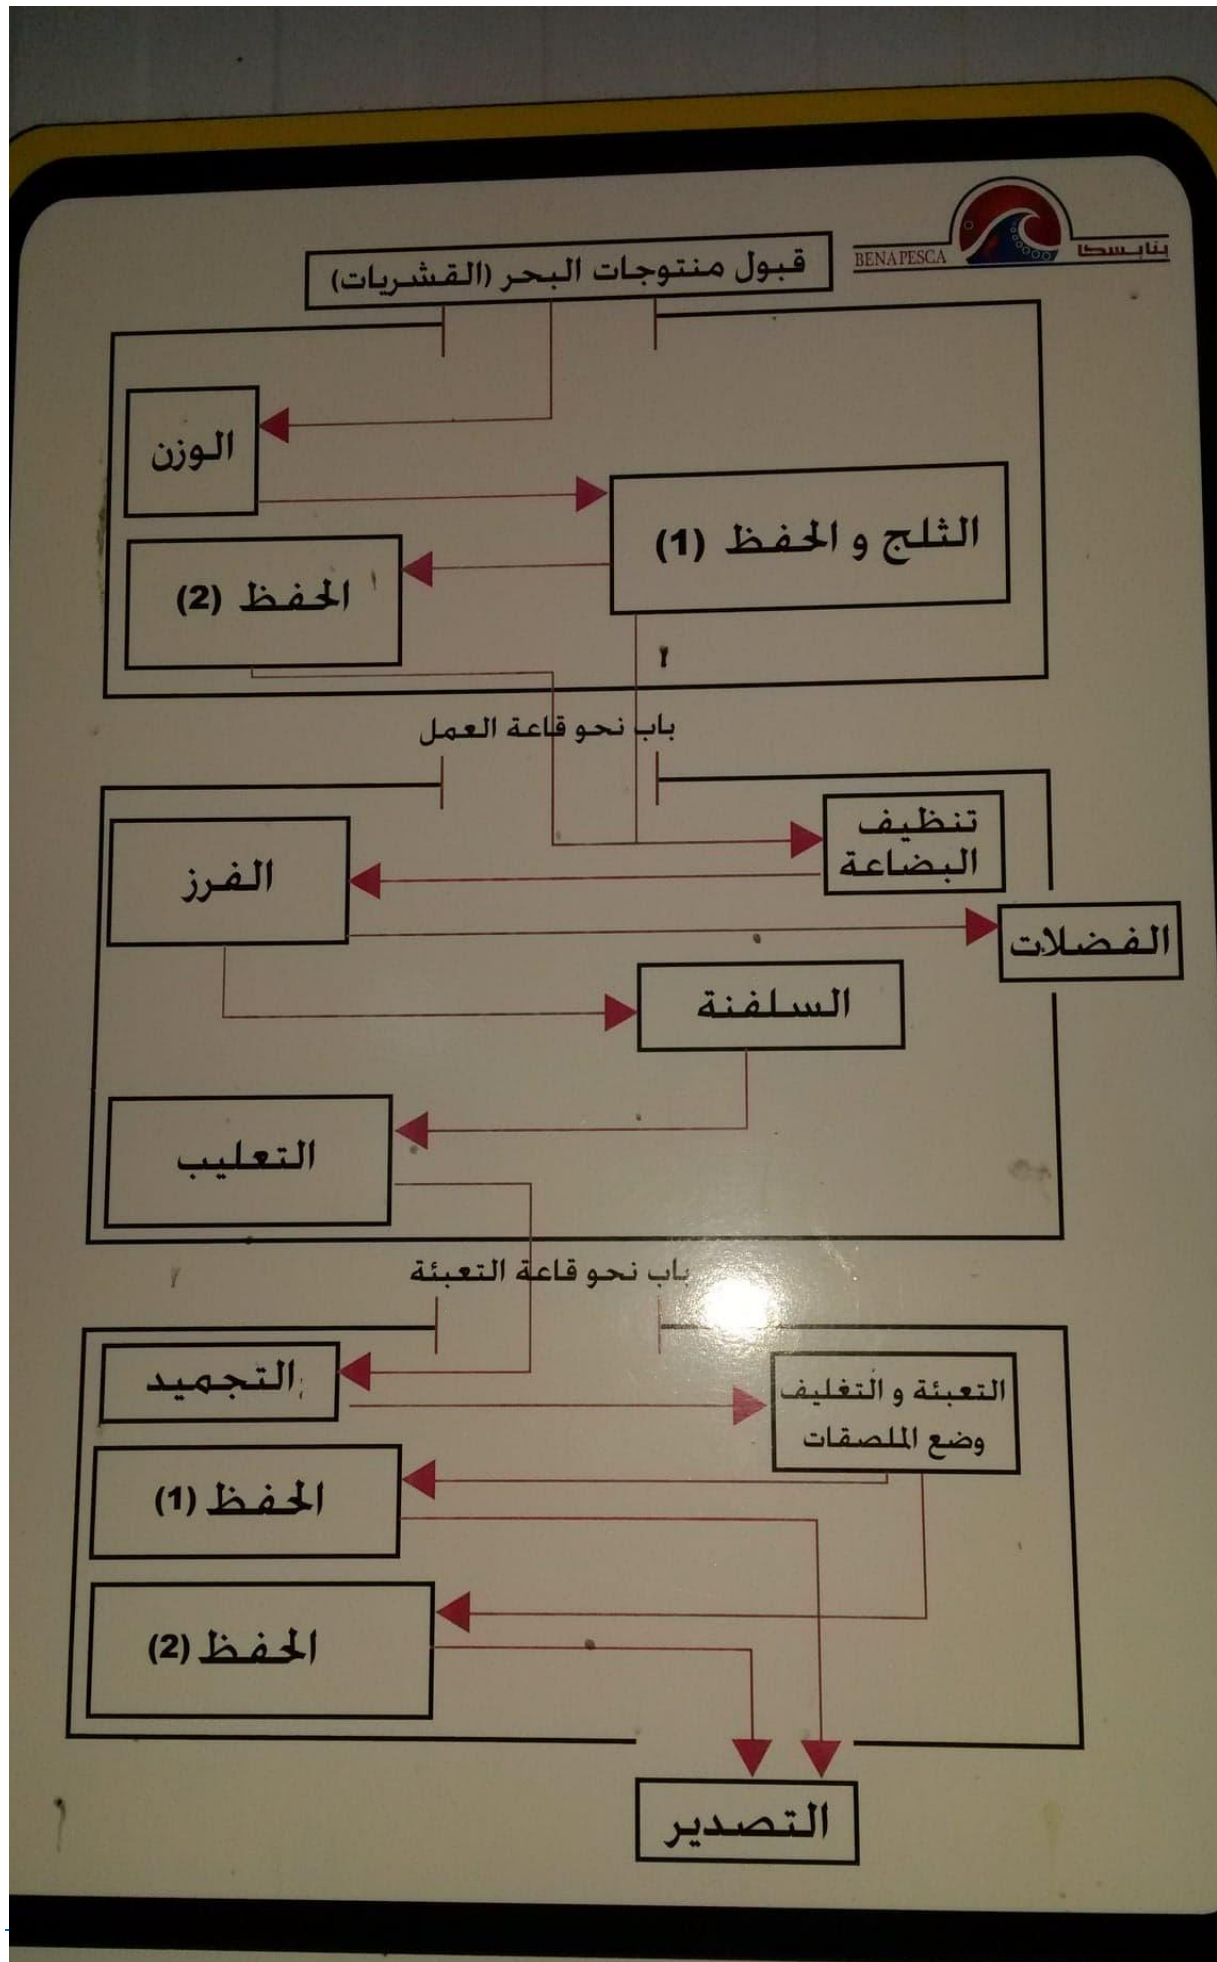 BENAPESCA
بنابسكا
قبول منتوجات البحر (القشريات)
الوزن
الثلج و الحفظ (1)
الحفظ (2)
باب نحو قاعة العمل
تنظيف
البضاعة
الفرز
الفضلات
السلفنة
التعليب
باب نحو قاعة التعبئة
التجميد
التعبئة و التغليف
وضع الملصقات
الحفظ (1)
الحفظ (2)
التصدير